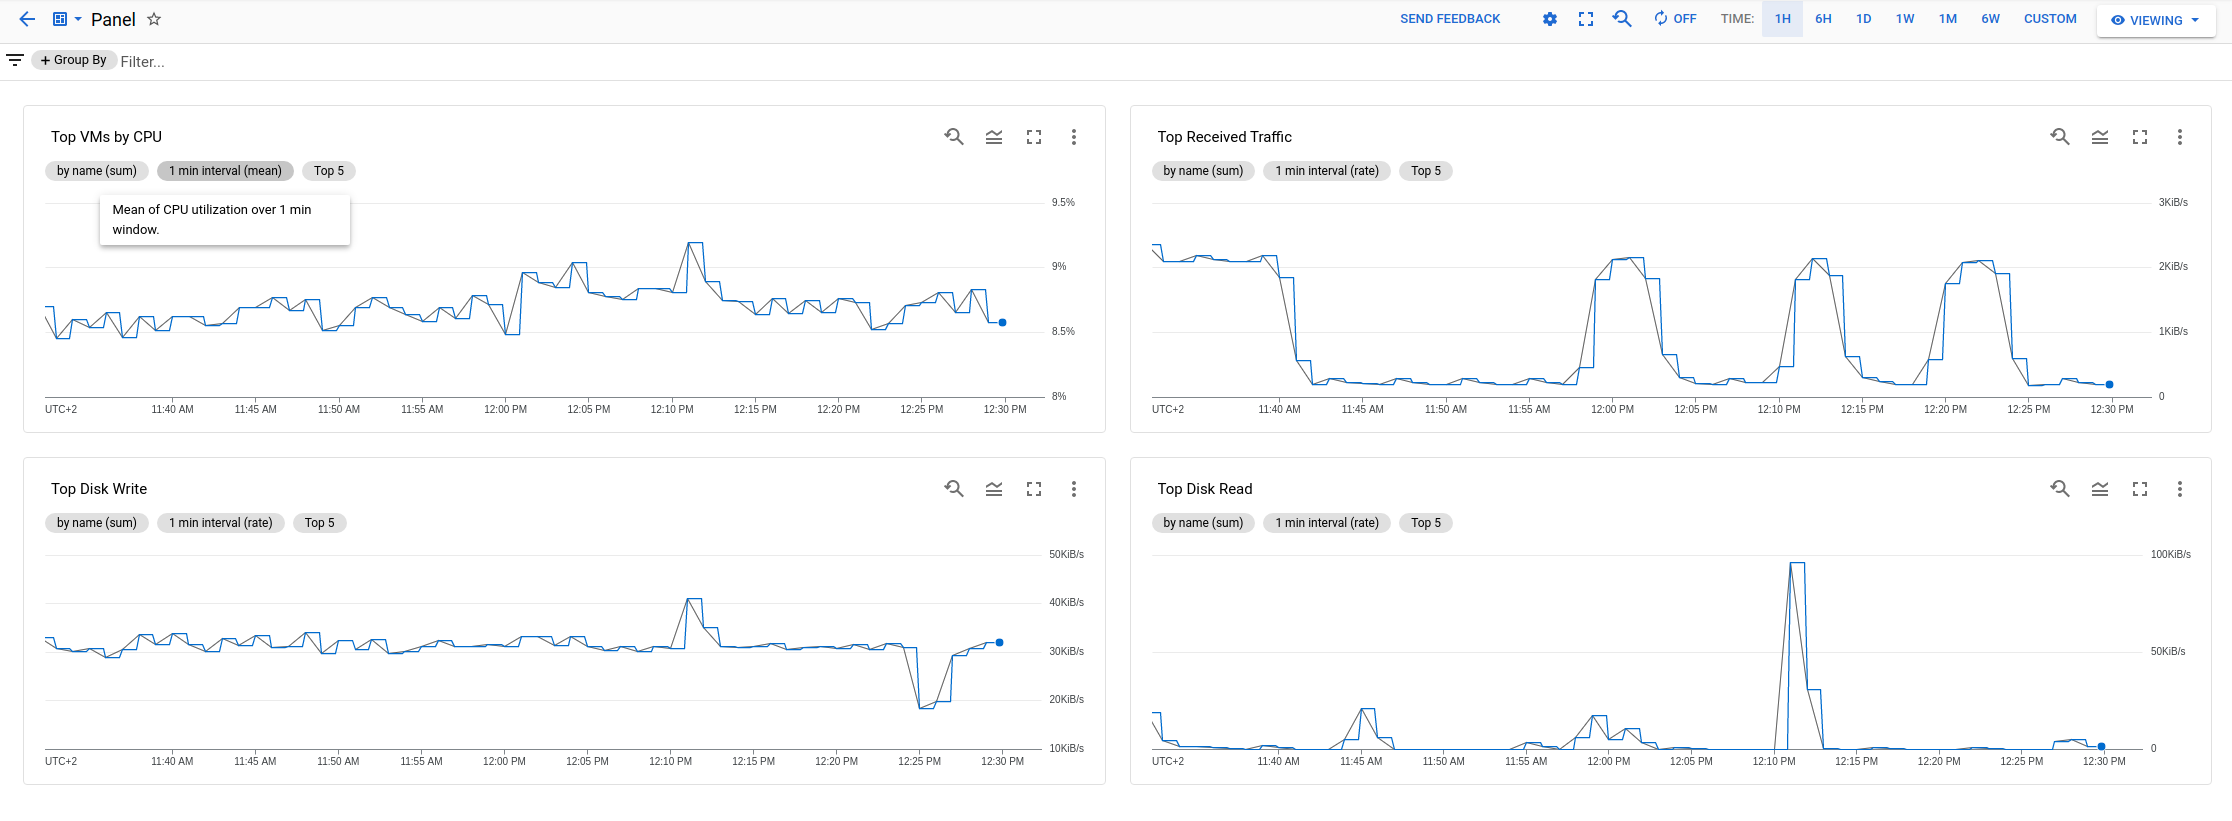 Panel
SEND FEEDBACK
OFF
TIME:
1H
6H
1D
1W
1M
6W
CUSTOM
VIEWING
+ Group By
Filter...
Top VMs by CPU
by name (sum)
1 min interval (mean)
Top 5
Mean of CPU utilization over 1 min
window.
9.5%
9%
8.5%
8%
UTC+2
11:40 AM
11:45 AM
11:50 AM
11:55 AM
12:00 PM
12:05 PM
12:10 PM
12:15 PM
12:20 PM
12:25 PM
12:30 PM
Top Received Traffic
by name (sum)
1 min interval (rate)
Top 5
3KiB/s
2KiB/s
1KiB/s
0
UTC+2
11:40 AM
11:45 AM
11:50 AM
11:55 AM
12:00 PM
12:05 PM
12:10 PM
12:15 PM
12:20 PM
12:25 PM
12:30 PM
Top Disk Write
by name (sum)
1 min interval (rate)
Top 5
50KiB/s
40KiB/s
30KiB/s
20KiB/s
10KiB/s
UTC+2
11:40 AM
11:45 AM
11:50 AM
11:55 AM
12:00 PM
12:05 PM
12:10 PM
12:15 PM
12:20 PM
12:25 PM
12:30 PM
Top Disk Read
by name (sum)
1 min interval (rate)
Top 5
100KiB/s
50KiB/s
0
UTC+2
11:40 AM
11:45 AM
11:50 AM
11:55 AM
12:00 PM
12:05 PM
12:10 PM
12:15 PM
12:20 PM
12:25 PM
12:30 PM